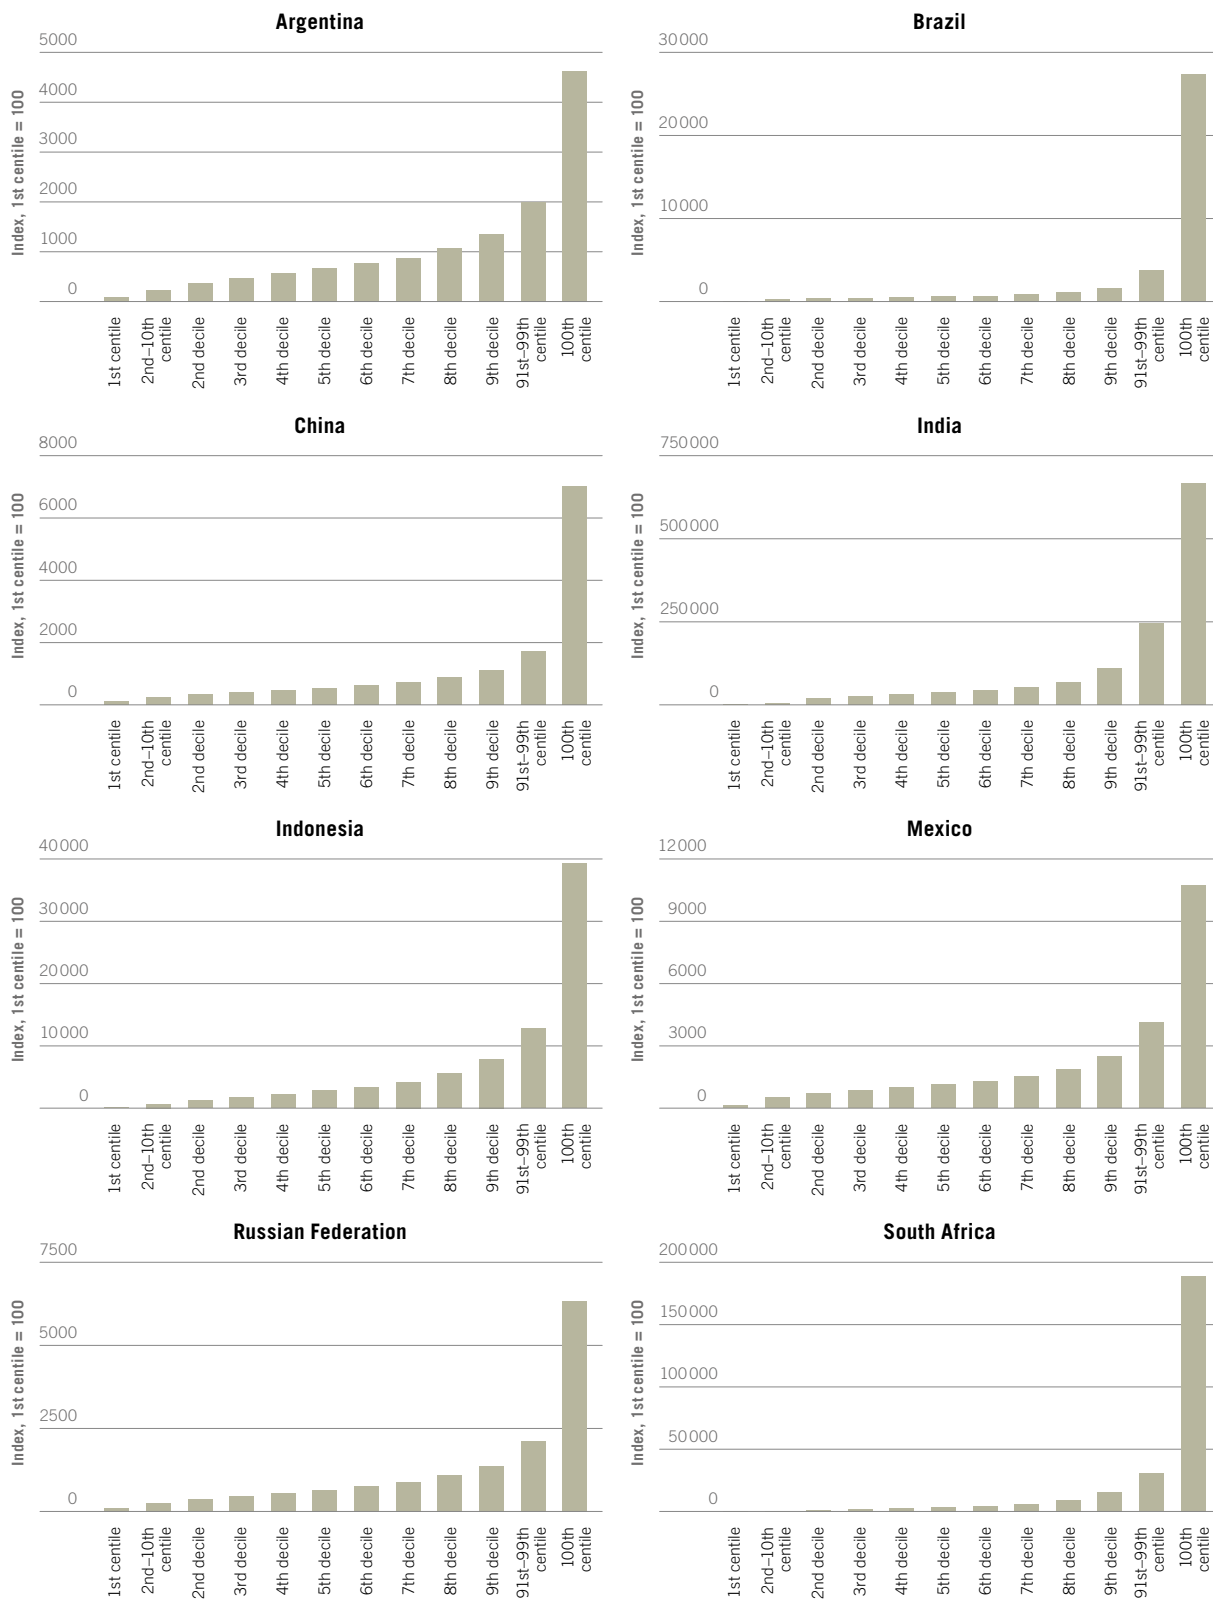 Argentina
Index, 1st centile = 100
5000
4000
3000
2000
1000
0
1st centile
2nd–10th
centile
2nd decile
3rd decile
4th decile
5th decile
6th decile
7th decile
8th decile
9th decile
91st–99th
centile
100th
centile
Brazil
Index, 1st centile = 100
30 000
20 000
10 000
0
1st centile
2nd–10th
centile
2nd decile
3rd decile
4th decile
5th decile
6th decile
7th decile
8th decile
9th decile
91st–99th
centile
100th
centile
China
Index, 1st centile = 100
8000
6000
4000
2000
0
1st centile
2nd–10th
centile
2nd decile
3rd decile
4th decile
5th decile
6th decile
7th decile
8th decile
9th decile
91st–99th
centile
100th
centile
India
Index, 1st centile = 100
750 000
500 000
250 000
0
1st centile
2nd–10th
centile
2nd decile
3rd decile
4th decile
5th decile
6th decile
7th decile
8th decile
9th decile
91st–99th
centile
100th
centile
Indonesia
Index, 1st centile = 100
40 000
30 000
20 000
10 000
0
1st centile
2nd–10th
centile
2nd decile
3rd decile
4th decile
5th decile
6th decile
7th decile
8th decile
9th decile
91st–99th
centile
100th
centile
Mexico
Index, 1st centile = 100
12000
9000
6000
3000
0
1st centile
2nd–10th
centile
2nd decile
3rd decile
4th decile
5th decile
6th decile
7th decile
8th decile
9th decile
91st–99th
centile
100th
centile
Russian Federation
Index, 1st centile = 100
7500
5000
2500
0
1st centile
2nd–10th
centile
2nd decile
3rd decile
4th decile
5th decile
6th decile
7th decile
8th decile
9th decile
91st–99th
centile
100th
centile
South Africa
Index, 1st centile = 100
200 000
150 000
100 000
50 000
0
1st centile
2nd–10th
centile
2nd decile
3rd decile
4th decile
5th decile
6th decile
7th decile
8th decile
9th decile
91st–99th
centile
100th
centile